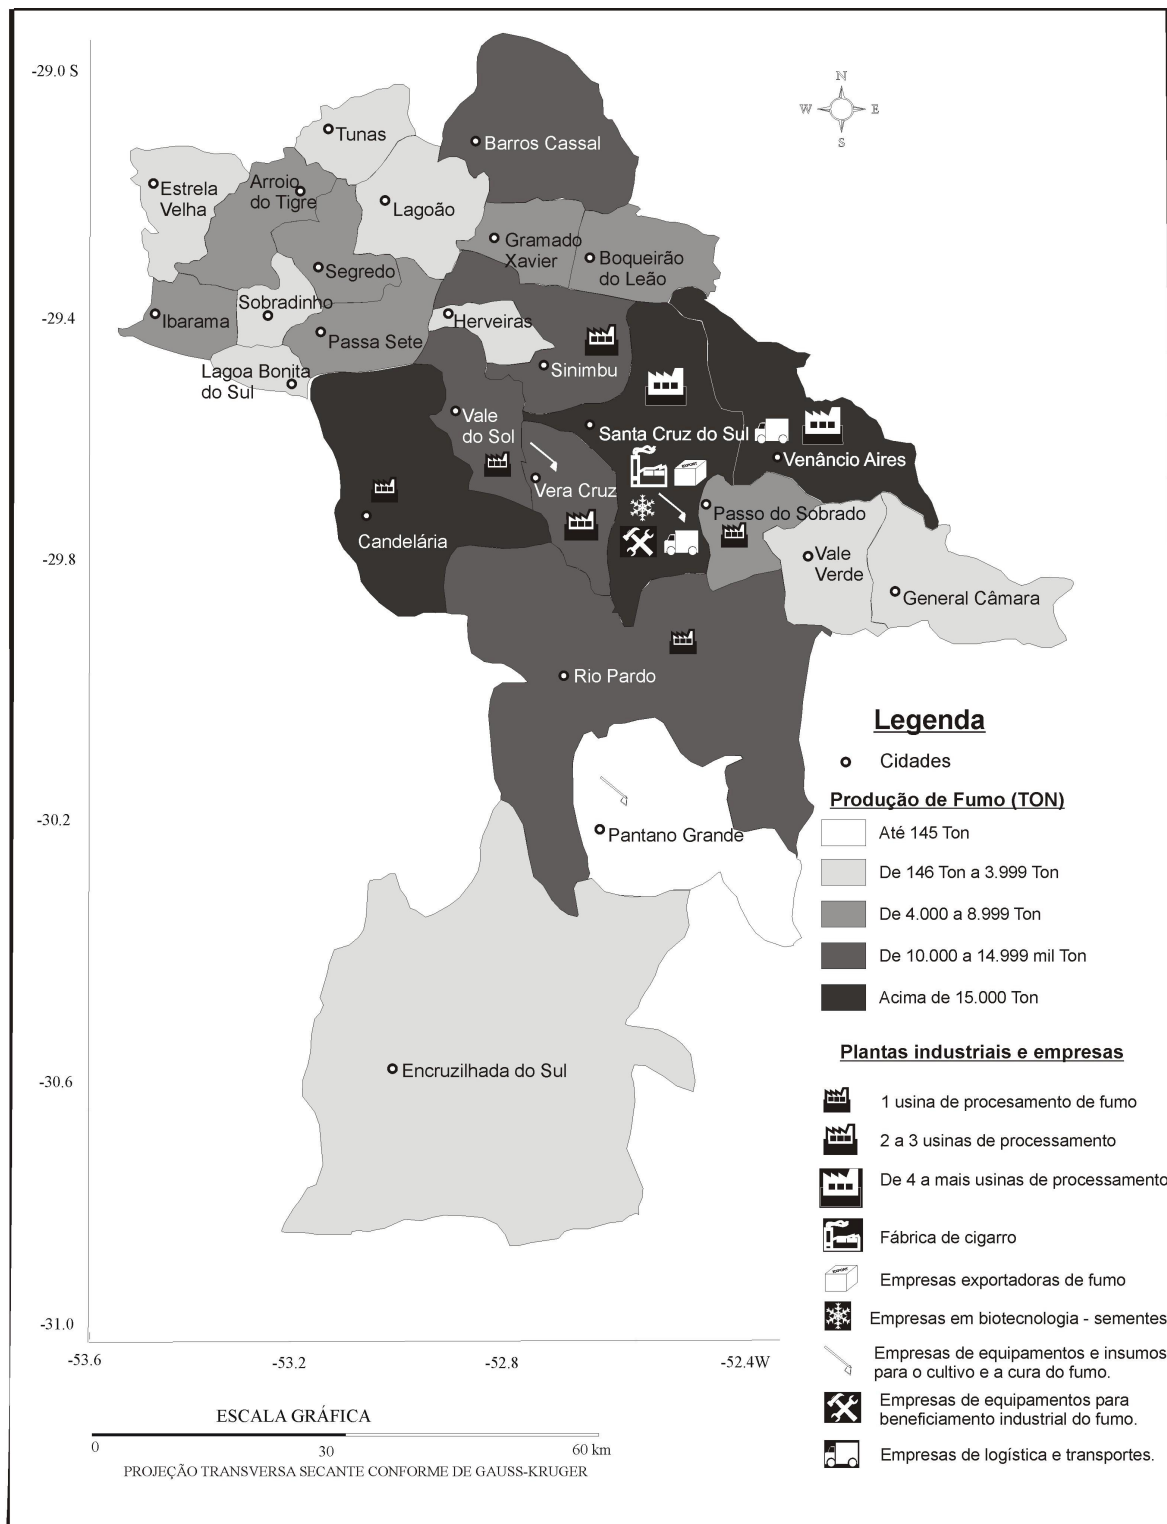 -29.0 S
-29.4
-29.8
-30.2
-30.6
-31.0
-53.6
-53.2
-52.8
-52.4W
N
W
E
S
Tunas
Barros Cassal
Estrela
Velha
Arroio
do Tigre
Lagoão
Gramado
Xavier
Boqueirão
do Leão
Segredo
Sobradinho
Ibarama
Passa Sete
Herveiras
Sinimbu
Lagoa Bonita
do Sul
Vale
do Sol
Santa Cruz do Sul
Venâncio Aires
Vera Cruz
EXPORT
Passo do Sobrado
Candelária
Vale
Verde
General Câmara
Rio Pardo
Pantano Grande
Encruzilhada do Sul
Legenda
Cidades
Produção de Fumo (TON)
Até 145 Ton
De 146 Ton a 3.999 Ton
De 4.000 a 8.999 Ton
De 10.000 a 14.999 mil Ton
Acima de 15.000 Ton
Plantas industriais e empresas
1 usina de procesamento de fumo
2 a 3 usinas de processamento
De 4 a mais usinas de processamento
Fábrica de cigarro
EXPORT
Empresas exportadoras de fumo
Empresas em biotecnologia - sementes
Empresas de equipamentos e insumos
para o cultivo e a cura do fumo.
Empresas de equipamentos para
beneficiamento industrial do fumo.
Empresas de logística e transportes.
ESCALA GRÁFICA
0
30
60 km
PROJEÇÃO TRANSVERSA SECANTE CONFORME DE GAUSS-KRUGER